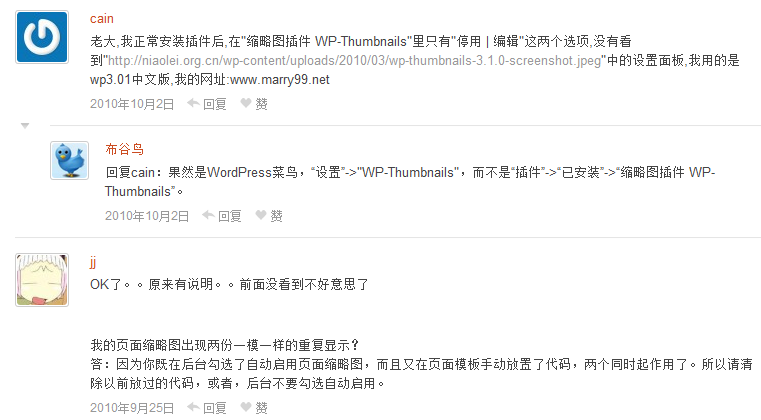 cain
老大,我正常安装插件后,在"缩略图插件 WP-Thumbnails"里只有"停用 | 编辑"这两个选项,没有看
到"http://niaolei.org.cn/wp-content/uploads/2010/03/wp-thumbnails-3.1.0-screenshot.jpeg"中的设置面板,我用的是
wp3.01中文版,我的网址:www.marry99.net
2010年10月2日 回复 赞
布谷鸟
回复cain：果然是WordPress菜鸟，“设置”->"WP-Thumbnails"，而不是“插件”->“已安装”->“缩略图插件 WP-
Thumbnails”。
2010年10月2日 回复 赞
jj
OK了。。原来有说明。。前面没看到不好意思了
我的页面缩略图出现两份一模一样的重复显示？
答：因为你既在后台勾选了自动启用页面缩略图，而且又在页面模板手动放置了代码，两个同时起作用了。所以请清
除以前放过的代码，或者，后台不要勾选自动启用。
2010年9月25日 回复 赞